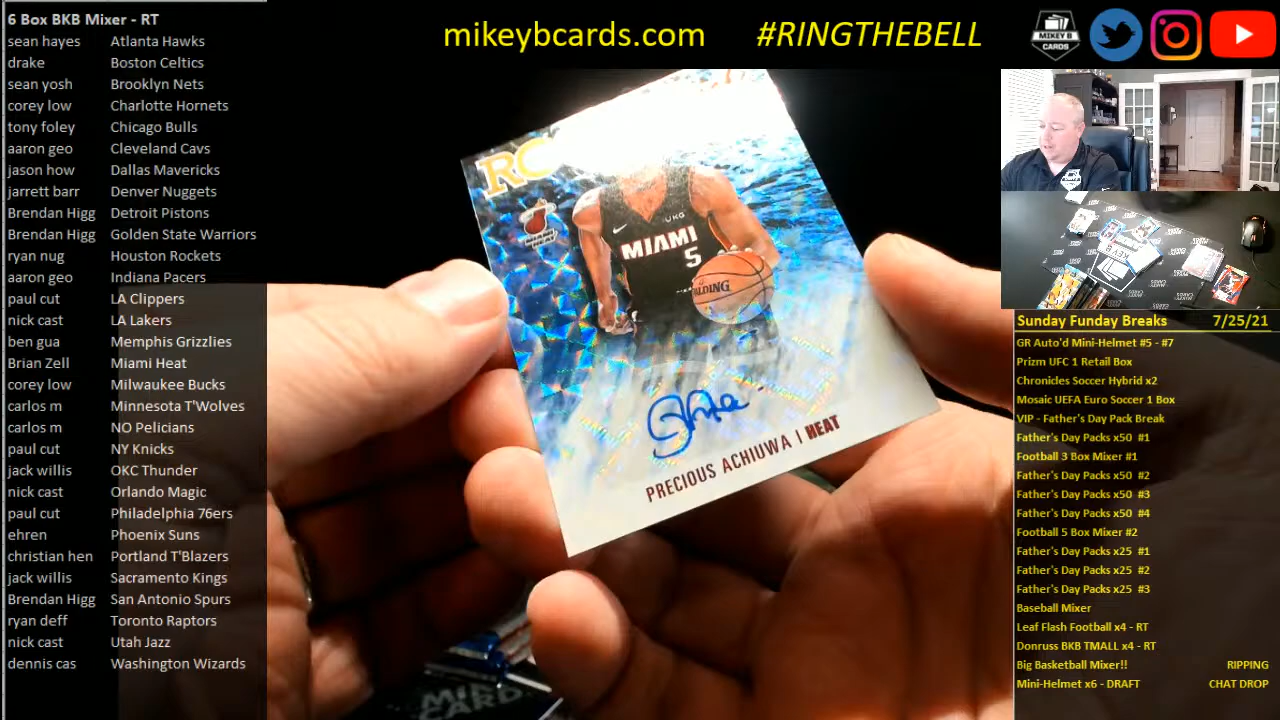 6 Box BKB Mixer - RT
sean hayes Atlanta Hawks
drake Boston Celtics
sean yosh Brooklyn Nets
corey low Charlotte Hornets
tony foley Chicago Bulls
aaron geo Cleveland Cavs
jason how Dallas Mavericks
jarrett barr Denver Nuggets
Brendan Higg Detroit Pistons
Brendan Higg Golden State Warriors
ryan nug Houston Rockets
aaron geo Indiana Pacers
paul cut LA Clippers
nick cast LA Lakers
ben gua Memphis Grizzlies
Brian Zell Miami Heat
corey low Milwaukee Bucks
carlos m Minnesota T'Wolves
carlos m NO Pelicians
paul cut NY Knicks
jack willis OKC Thunder
nick cast Orlando Magic
paul cut Philadelphia 76ers
ehren Phoenix Suns
christian hen Portland T'Blazers
jack willis Sacramento Kings
Brendan Higg San Antonio Spurs
ryan deff Toronto Raptors
nick cast Utah Jazz
dennis cas Washington Wizards
mikeybcards.com #RINGTHEBELL
MIKEY B
CARDS
RC
UKG
MIAMI
5
PRECIOUS ACHIUWA | HEAT
Sunday Funday Breaks 7/25/21
GR Auto'd Mini-Helmet #5 - #7
Prizm UFC 1 Retail Box
Chronicles Soccer Hybrid x2
Mosaic UEFA Euro Soccer 1 Box
VIP - Father's Day Pack Break
Father's Day Packs x50 #1
Football 3 Box Mixer #1
Father's Day Packs x50 #2
Father's Day Packs x50 #3
Father's Day Packs x50 #4
Football 5 Box Mixer #2
Father's Day Packs x25 #1
Father's Day Packs x25 #2
Father's Day Packs x25 #3
Baseball Mixer
Leaf Flash Football x4 - RT
Donruss BKB TMALL x4 - RT
Big Basketball Mixer!! RIPPING
Mini-Helmet x6 - DRAFT CHAT DROP